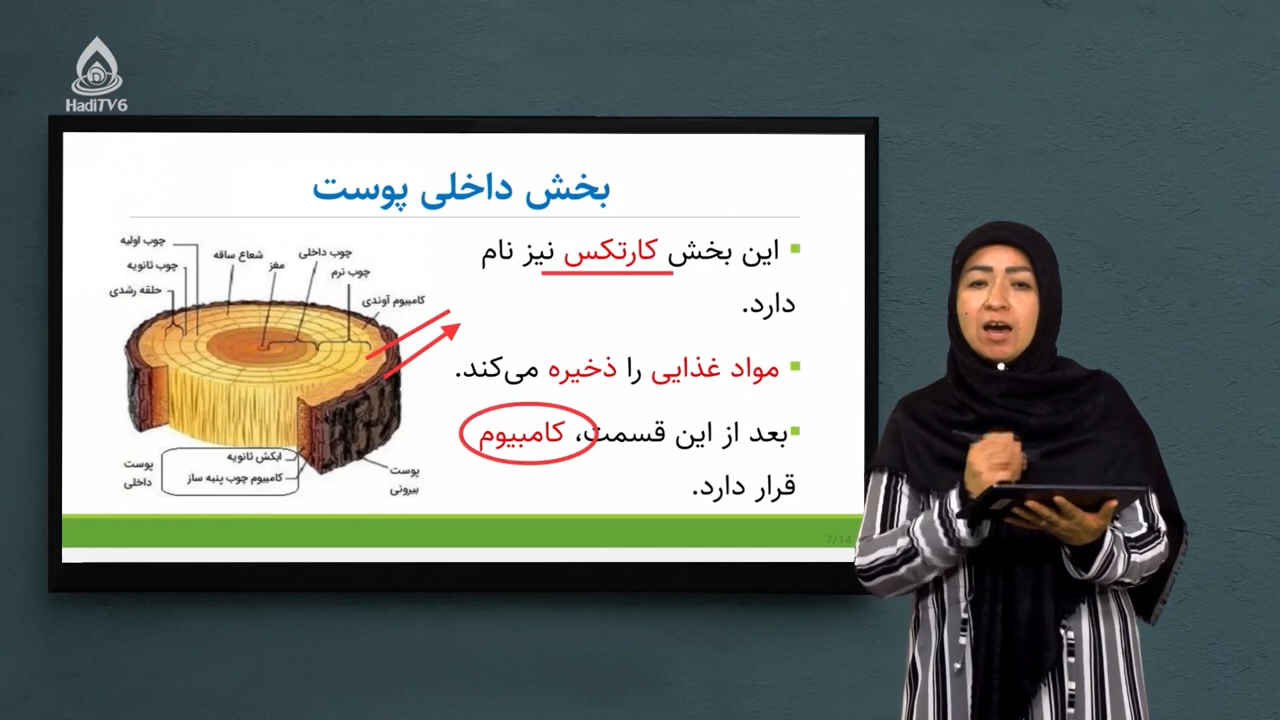 HadiTV6
بخش داخلی پوست
این بخش کارتکس نیز نام
دارد.
مواد غذایی را ذخیره می‌کند.
بعد از این قسمت، کامبیوم
قرار دارد.
چوب اولیه
چوب ثانویه
حلقه رشدی
شعاع ساقه
مغز
چوب داخلی
چوب نرم
کامبیوم آوندی
ابکش ثانویه
کامبیوم چوب پنبه ساز
پوست
داخلی
پوست
بیرونی
7/14